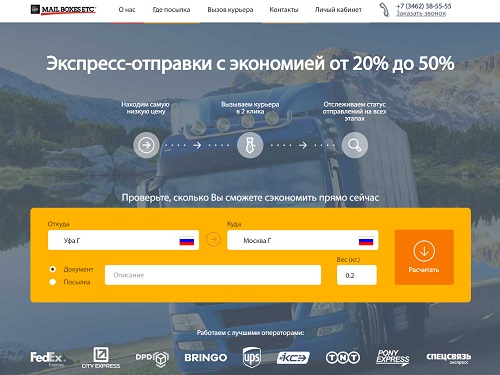 MAIL BOXES ETC
О нас
Где посылка
Вызов курьера
Контакты
Личный кабинет
+7 (3462) 38-55-55
Заказать звонок
Экспресс-отправки с экономией от 20% до 50%
Находим самую
низкую цену
Вызываем курьера
в 2 клика
Отслеживаем статус
отправлений на всех
этапах
Проверьте, сколько Вы сможете сэкономить прямо сейчас
Откуда
Куда
Уфа Г
Москва Г
Документ
Посылка
Описание
Вес (кг.)
0.2
Расчитать
Работаем с лучшими операторами:
FedEx
Express
CITY EXPRESS
DPD
BRINGO
ups
КСЭ
TNT
PONY
EXPRESS
СПЕЦСВЯЗЬ
экспресс